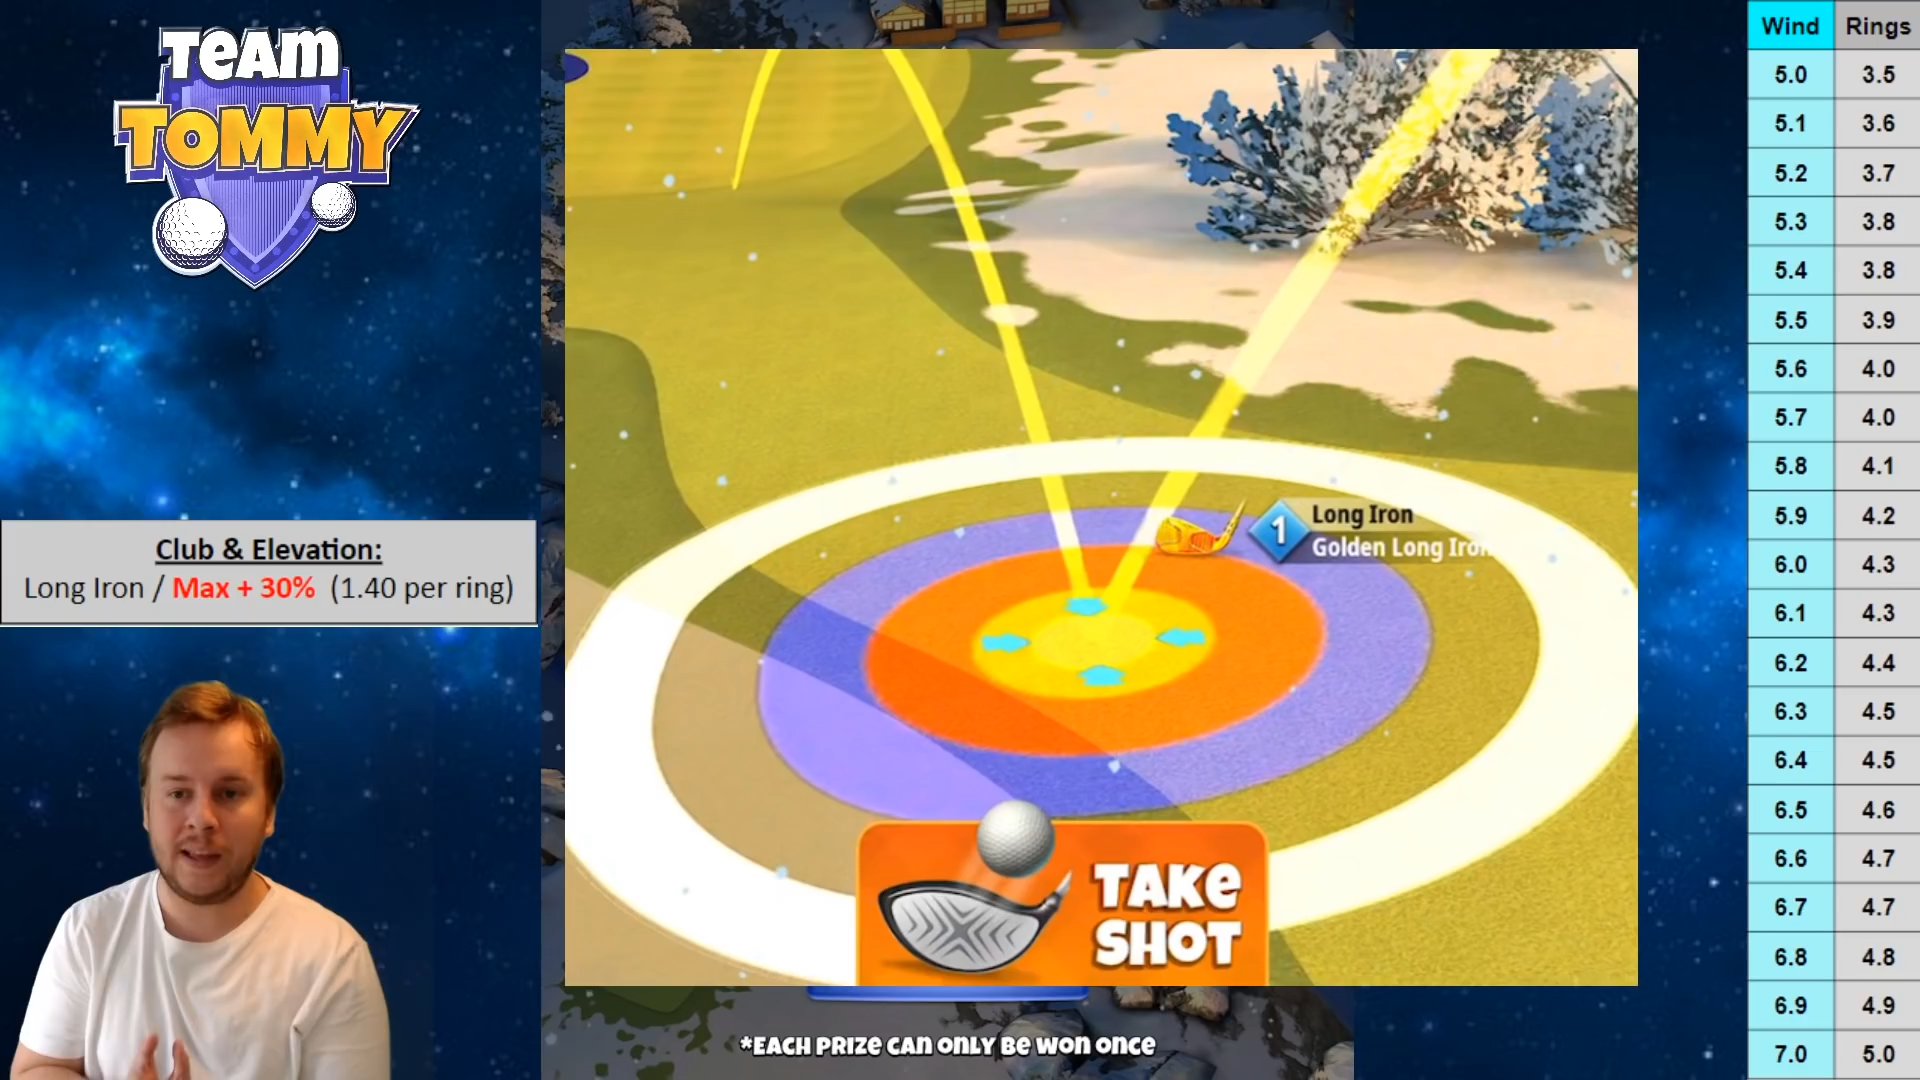 TeAm
TOMMY
Club & Elevation:
Long Iron / Max + 30% (1.40 per ring)
1
Long Iron
Golden Long Iron
TAKE
SHOT
*EACH PRIZE CAN ONLY BE WON ONCE
Wind Rings
5.0 3.5
5.1 3.6
5.2 3.7
5.3 3.8
5.4 3.8
5.5 3.9
5.6 4.0
5.7 4.0
5.8 4.1
5.9 4.2
6.0 4.3
6.1 4.3
6.2 4.4
6.3 4.5
6.4 4.5
6.5 4.6
6.6 4.7
6.7 4.7
6.8 4.8
6.9 4.9
7.0 5.0